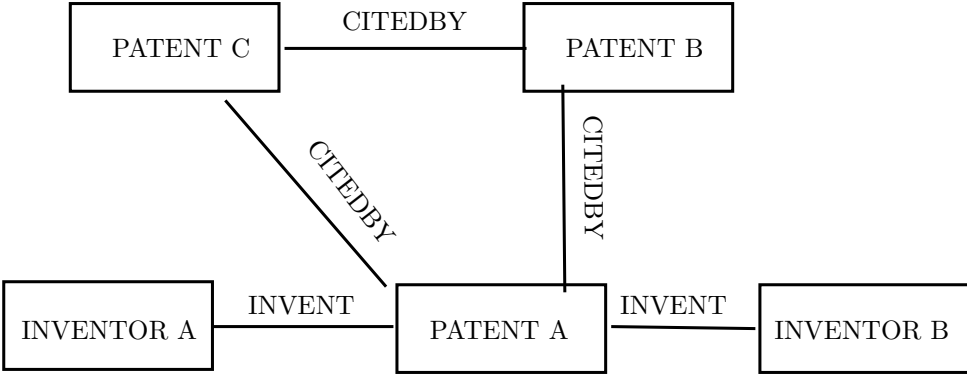 CITEDBY
PATENT C
PATENT B
CITEDBY
CITEDBY
INVENT
INVENT
INVENTOR A
PATENT A
INVENTOR B